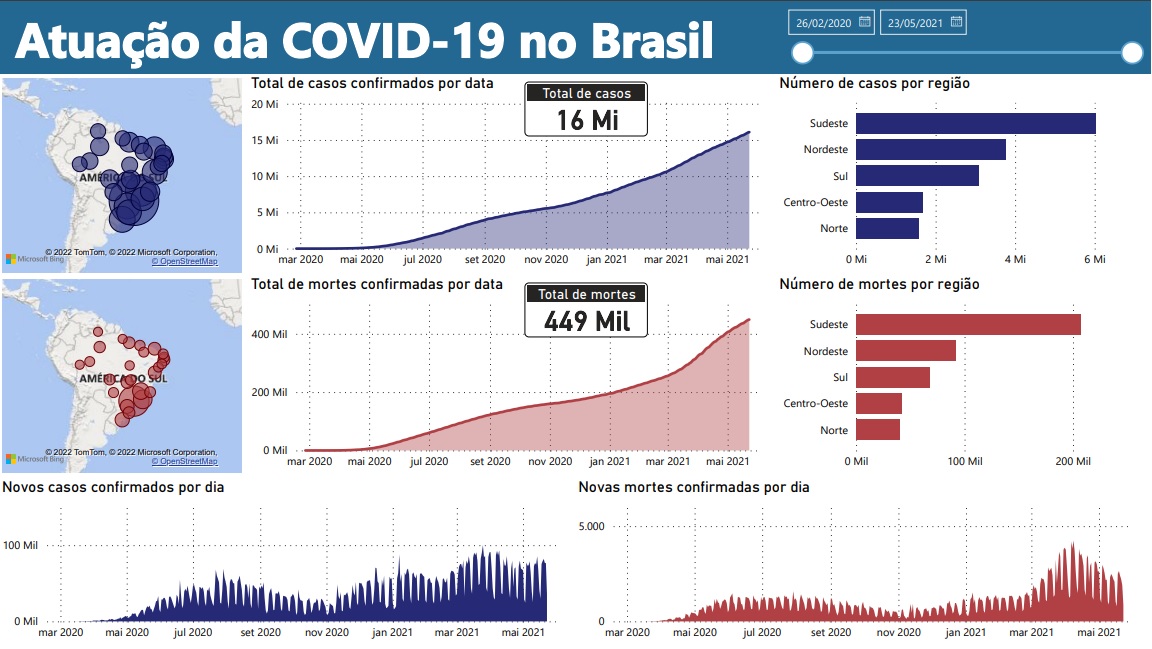 Atuação da COVID-19 no Brasil
26/02/2020
23/05/2021
AMÉRICA DO SUL
© 2022 TomTom, © 2022 Microsoft Corporation,
Microsoft Bing
© OpenStreetMap
Total de casos confirmados por data
Total de casos
16 Mi
20 Mi
15 Mi
10 Mi
5 Mi
0 Mi
mar 2020 mai 2020 jul 2020 set 2020 nov 2020 jan 2021 mar 2021 mai 2021
Número de casos por região
Sudeste
Nordeste
Sul
Centro-Oeste
Norte
0 Mi 2 Mi 4 Mi 6 Mi
AMÉRICA DO SUL
© 2022 TomTom, © 2022 Microsoft Corporation,
Microsoft Bing
© OpenStreetMap
Total de mortes confirmadas por data
Total de mortes
449 Mil
400 Mil
200 Mil
0 Mil
mar 2020 mai 2020 jul 2020 set 2020 nov 2020 jan 2021 mar 2021 mai 2021
Número de mortes por região
Sudeste
Nordeste
Sul
Centro-Oeste
Norte
0 Mil 100 Mil 200 Mil
Novos casos confirmados por dia
100 Mil
0 Mil
mar 2020 mai 2020 jul 2020 set 2020 nov 2020 jan 2021 mar 2021 mai 2021
Novas mortes confirmadas por dia
5.000
0
mar 2020 mai 2020 jul 2020 set 2020 nov 2020 jan 2021 mar 2021 mai 2021